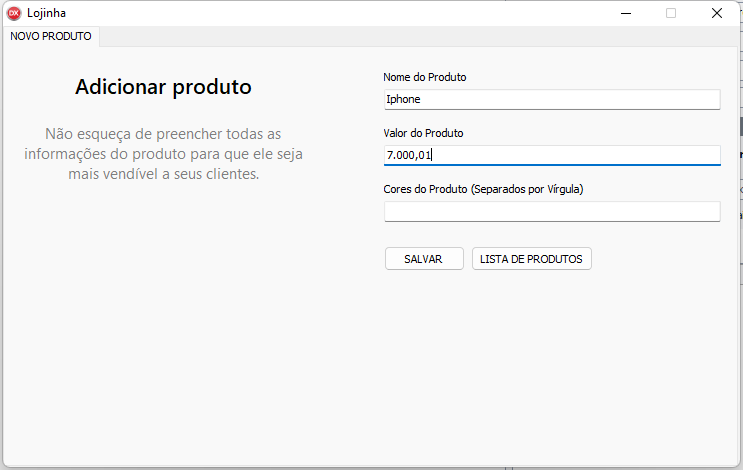 DX Lojinha
NOVO PRODUTO
Adicionar produto
Não esqueça de preencher todas as
informações do produto para que ele seja
mais vendível a seus clientes.
Nome do Produto
Iphone
Valor do Produto
7.000,01
Cores do Produto (Separados por Vírgula)
SALVAR
LISTA DE PRODUTOS